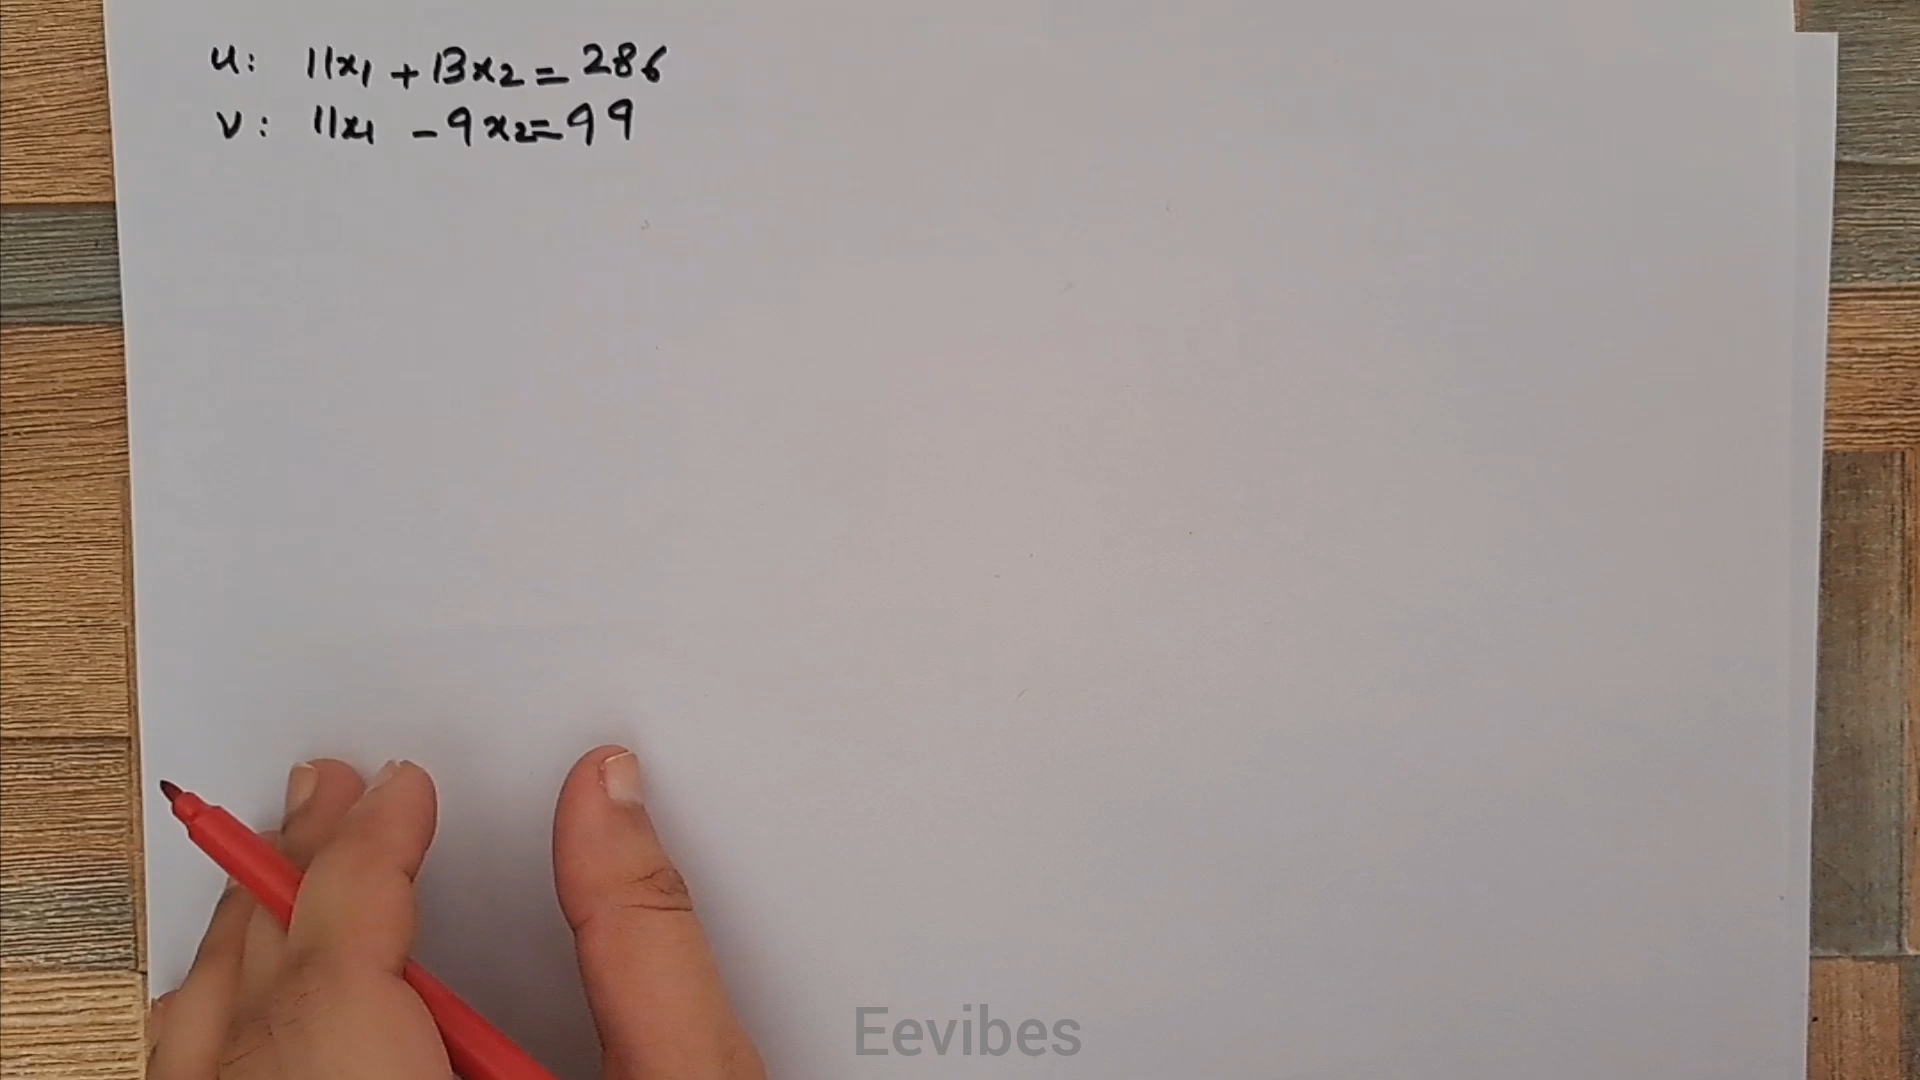 u: 11x₁ + 13x₂ = 286
v: 11x₁ - 9x₂ = 99
Eevibes